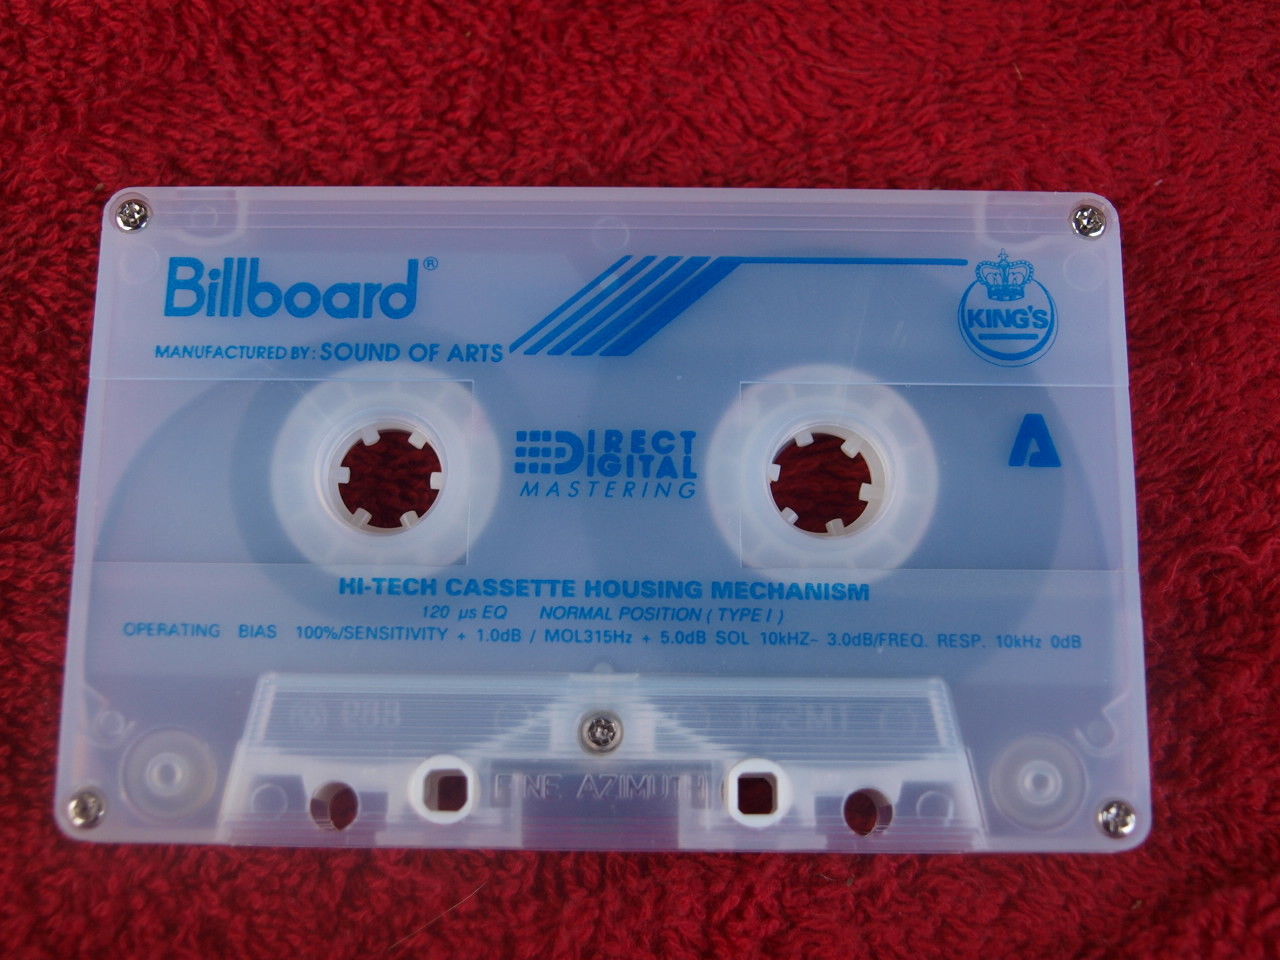 Billboard®
MANUFACTURED BY: SOUND OF ARTS
KING'S
A
DIRECT
DIGITAL
MASTERING
HI-TECH CASSETTE HOUSING MECHANISM
120 µs EQ NORMAL POSITION ( TYPE I )
OPERATING BIAS 100%/SENSITIVITY + 1.0dB / MOL315Hz + 5.0dB SOL 10kHZ– 3.0dB/FREQ. RESP. 10kHz 0dB
FINE AZIMUTH